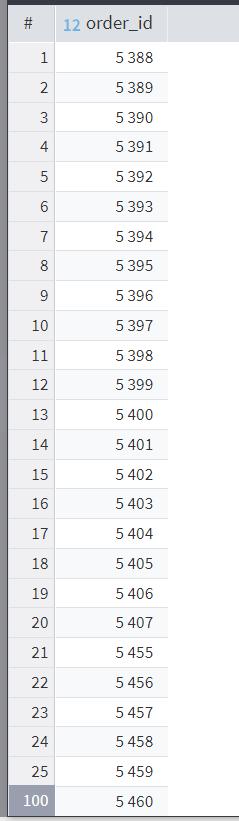 # 12 order_id
1 5 388
2 5 389
3 5 390
4 5 391
5 5 392
6 5 393
7 5 394
8 5 395
9 5 396
10 5 397
11 5 398
12 5 399
13 5 400
14 5 401
15 5 402
16 5 403
17 5 404
18 5 405
19 5 406
20 5 407
21 5 455
22 5 456
23 5 457
24 5 458
25 5 459
100 5 460